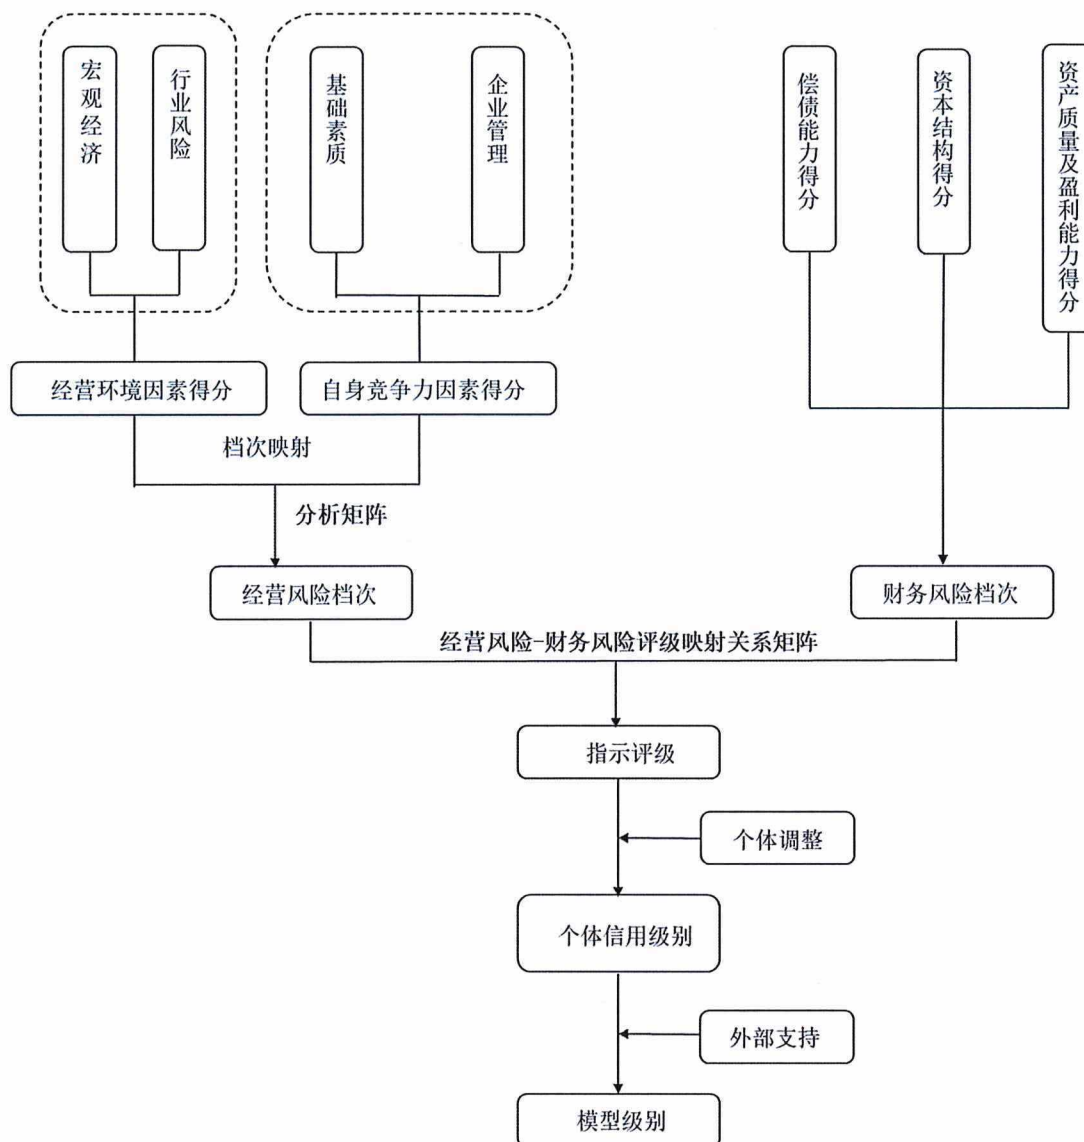 宏观经济
行业风险
基础素质
企业管理
偿债能力得分
资本结构得分
资产质量及盈利能力得分
经营环境因素得分
自身竞争力因素得分
档次映射
分析矩阵
经营风险档次
财务风险档次
经营风险-财务风险评级映射关系矩阵
指示评级
个体调整
个体信用级别
外部支持
模型级别